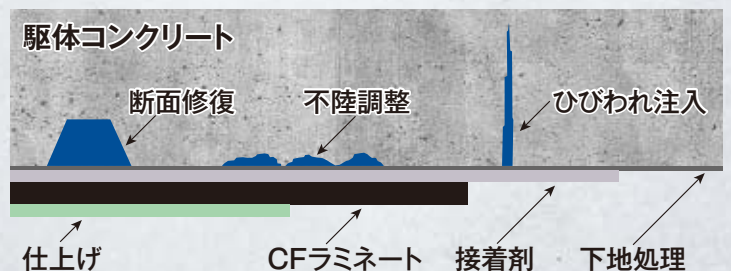 駆体コンクリート
断面修復
不陸調整
ひびわれ注入
仕上げ
CFラミネート
接着剤
下地処理